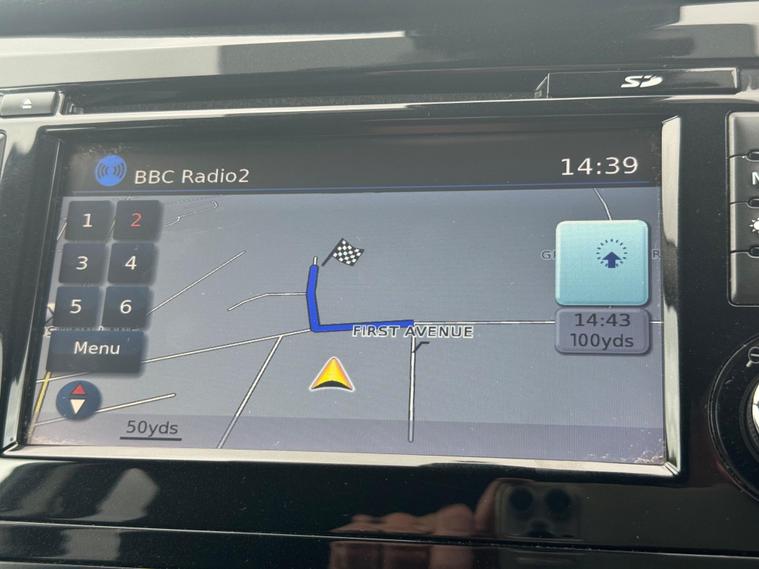 SD
BBC Radio2
14:39
1
2
3
4
5
6
Menu
FIRST AVENUE
14:43
100yds
50yds